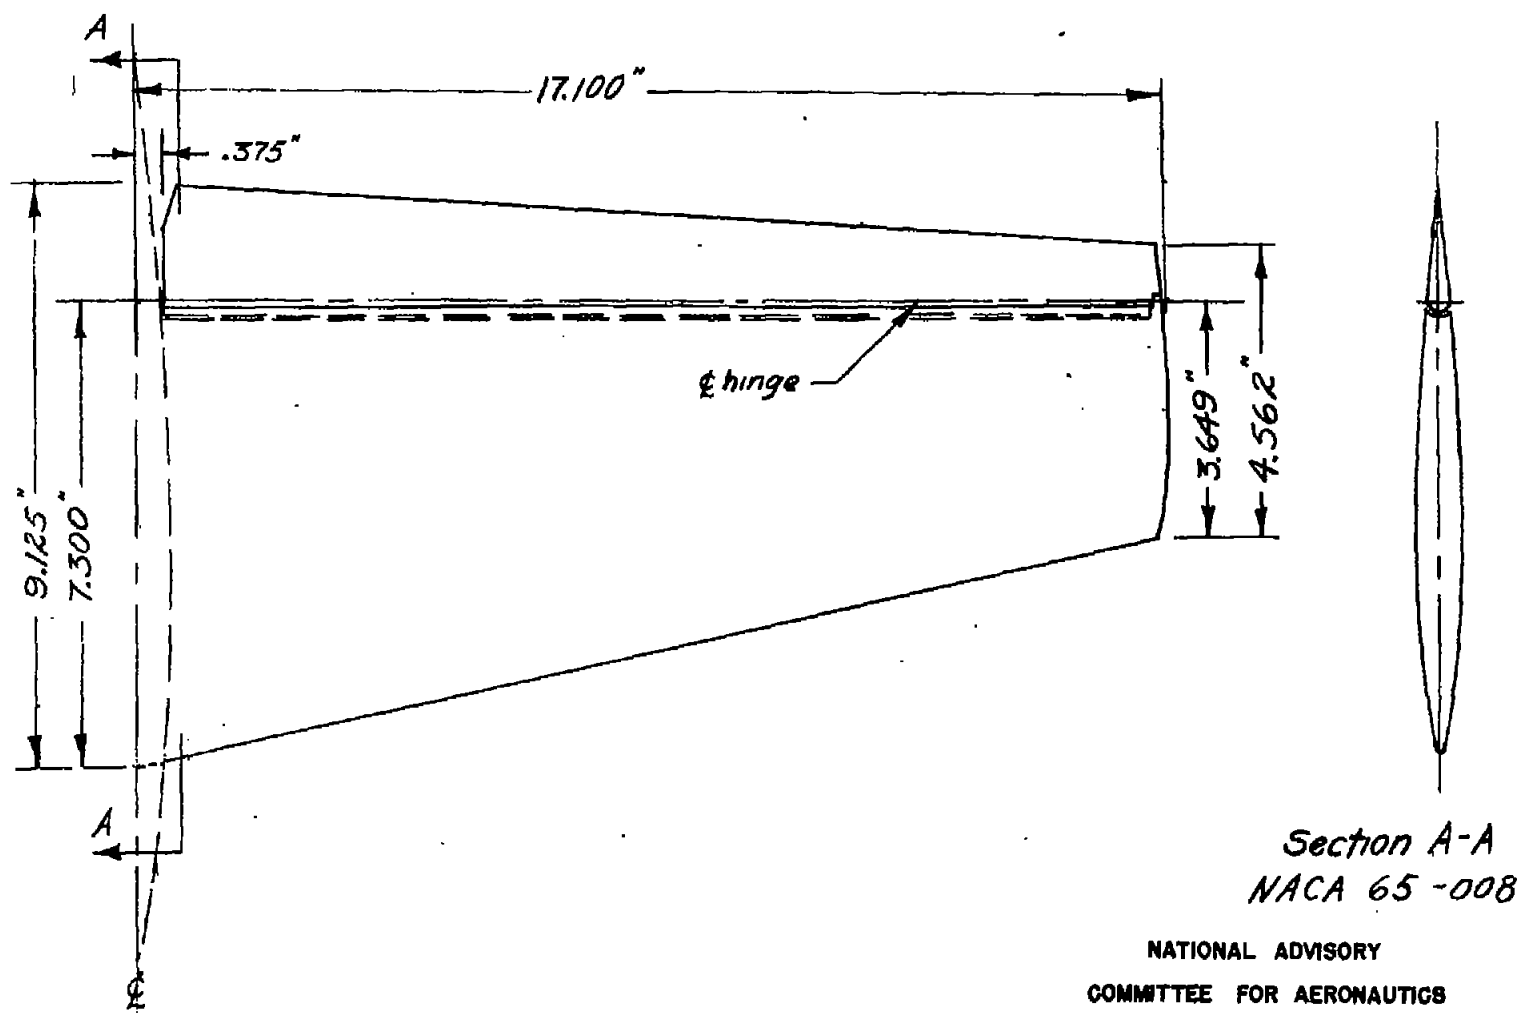 A
17.100"
.375"
℄ hinge
9.125"
7.300"
3.649"
4.562"
A
℄
Section A-A
NACA 65-008
NATIONAL ADVISORY
COMMITTEE FOR AERONAUTICS